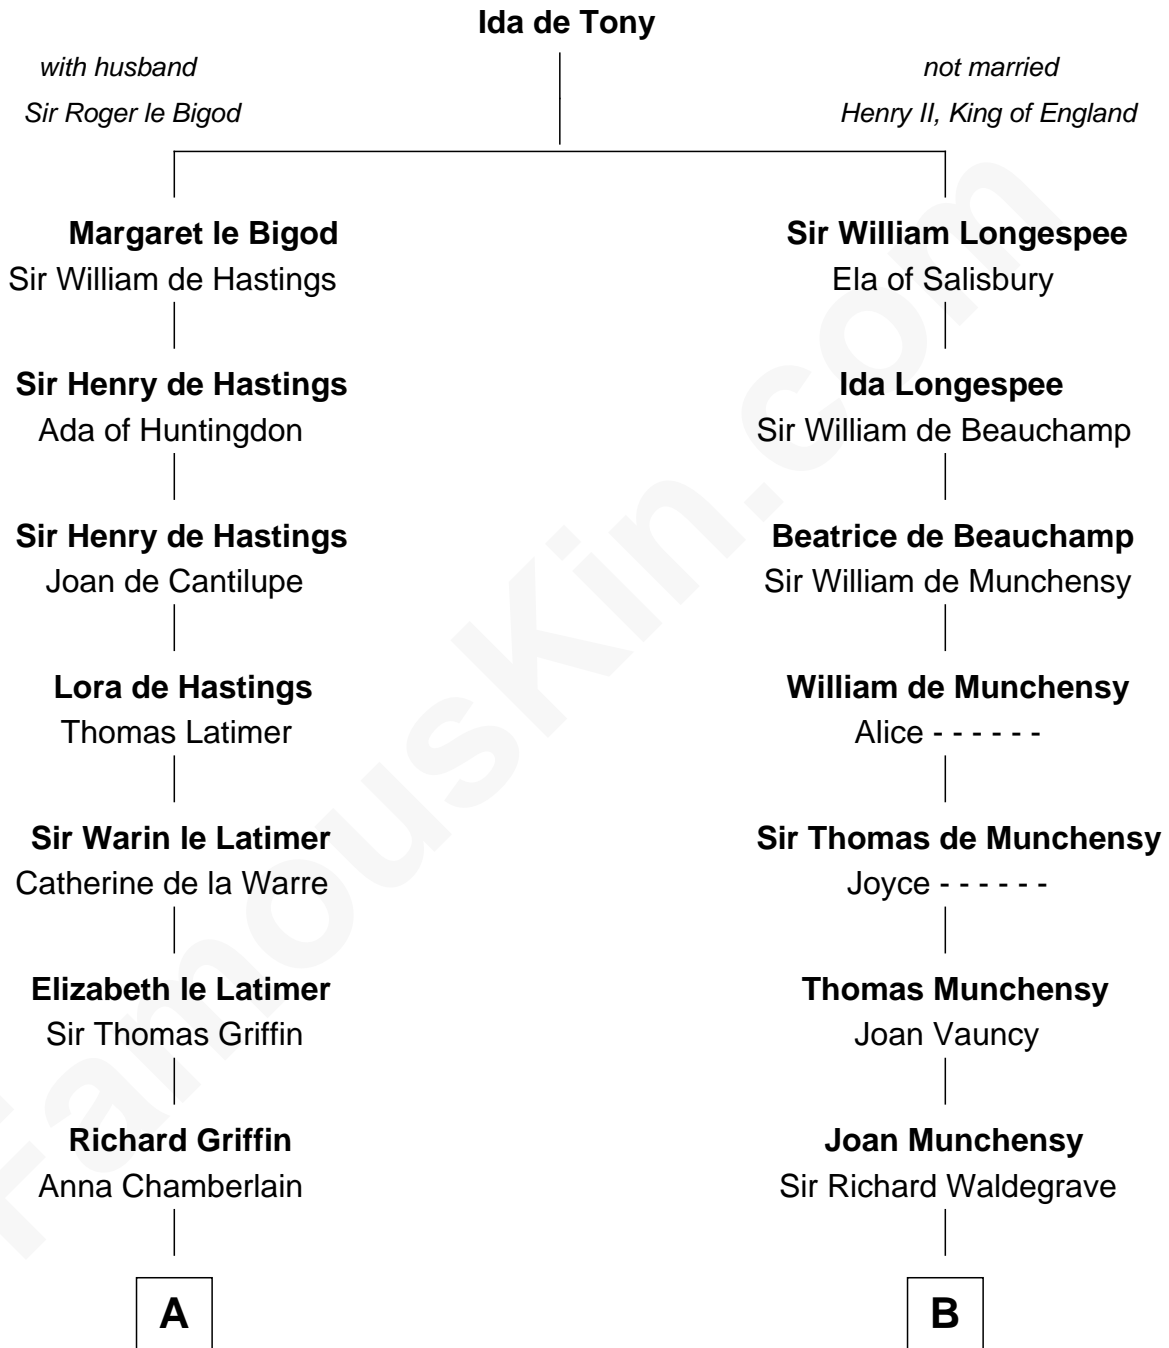 Ida de Tony
with husband
Sir Roger le Bigod
not married
Henry II, King of England
Margaret le Bigod
Sir William de Hastings
Sir William Longespee
Ela of Salisbury
Sir Henry de Hastings
Ada of Huntingdon
Ida Longespee
Sir William de Beauchamp
Sir Henry de Hastings
Joan de Cantilupe
Beatrice de Beauchamp
Sir William de Munchensy
Lora de Hastings
Thomas Latimer
William de Munchensy
Alice - - - - - -
Sir Warin le Latimer
Catherine de la Warre
Sir Thomas de Munchensy
Joyce - - - - - -
Elizabeth le Latimer
Sir Thomas Griffin
Thomas Munchensy
Joan Vauncy
Richard Griffin
Anna Chamberlain
Joan Munchensy
Sir Richard Waldegrave
A
B
FamousKin.com